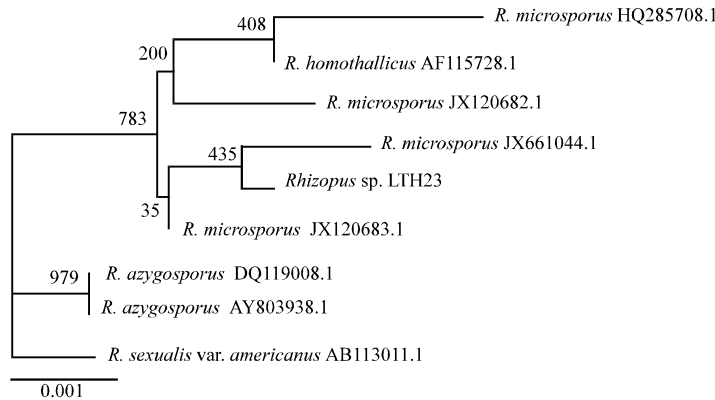 R. microsporus HQ285708.1
408
200
R. homothallicus AF115728.1
R. microsporus JX120682.1
783
R. microsporus JX661044.1
435
Rhizopus sp. LTH23
35
R. microsporus JX120683.1
979
R. azygosporus DQ119008.1
R. azygosporus AY803938.1
R. sexualis var. americanus AB113011.1
0.001